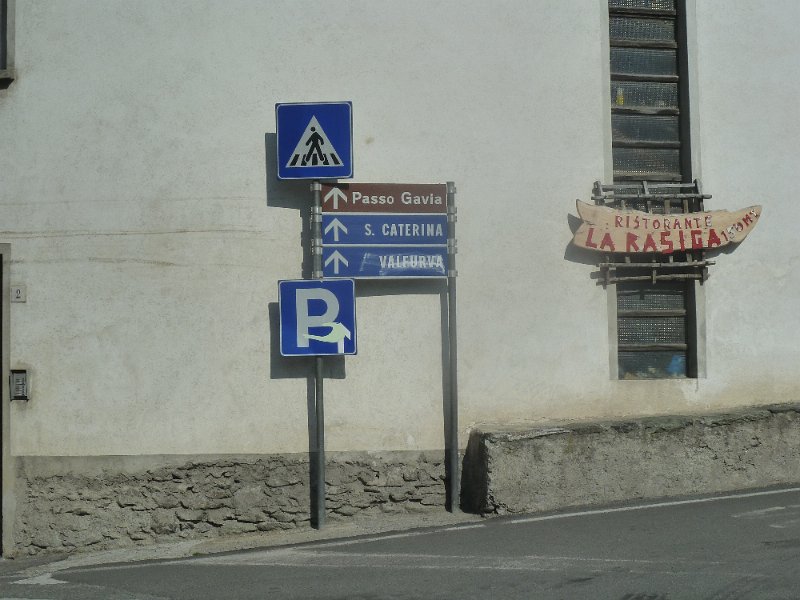 Passo Gavia
S. CATERINA
VALFURVA
P
RISTORANTE
LA RASIGA
2